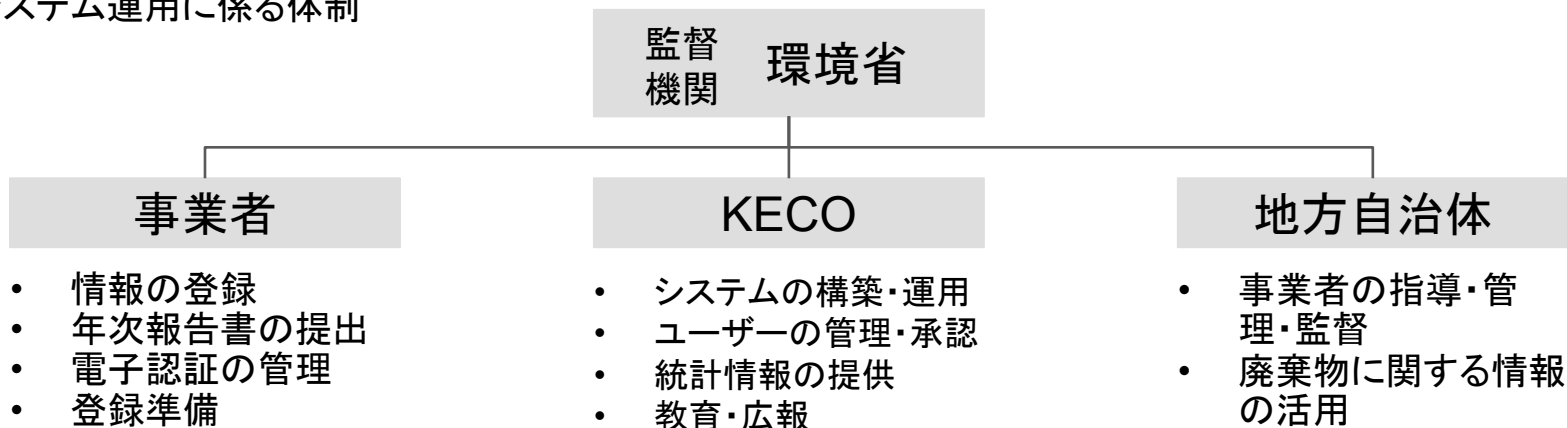 ステム運用に係る体制
監督
機関
環境省
事業者
• 情報の登録
• 年次報告書の提出
• 電子認証の管理
• 登録準備
KECO
• システムの構築・運用
• ユーザーの管理・承認
• 統計情報の提供
• 教育・広報
地方自治体
• 事業者の指導・管
理・監督
• 廃棄物に関する情報
の活用